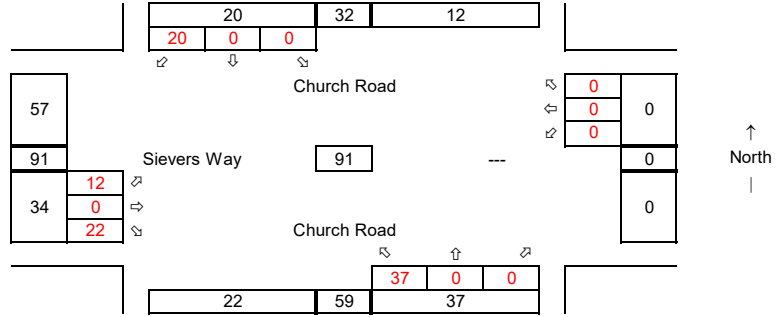 20 32 12
20 0 0
⬃ ⇩ ⬂
Church Road
⬁ 0
57 ⇦ 0 0
⬃ 0
91 Sievers Way 91 --- 0
↑
North
|
12 ⬀
34 0 ⇨ 0
22 ⬂
Church Road
⬁ ⇧ ⬀
37 0 0
22 59 37